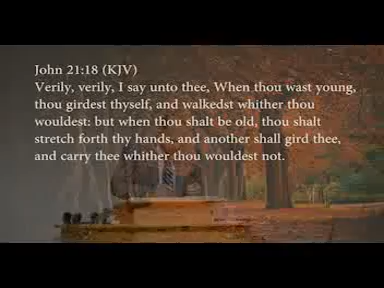 John 21:18 (KJV)
Verily, verily, I say unto thee, When thou wast young,
thou girdest thyself, and walkedst whither thou
wouldest: but when thou shalt be old, thou shalt
stretch forth thy hands, and another shall gird thee,
and carry thee whither thou wouldest not.